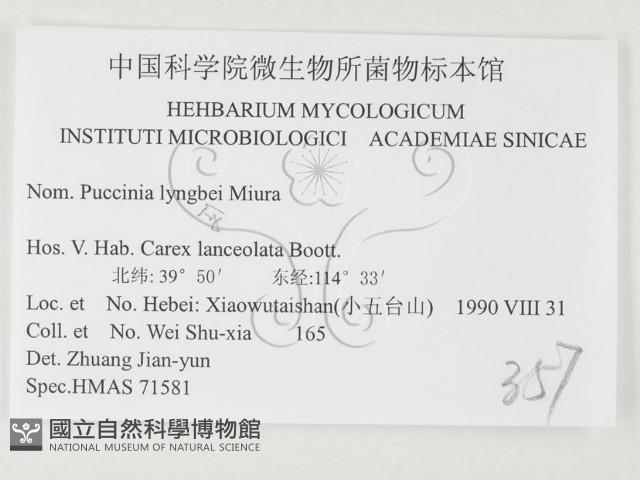 中国科学院微生物所菌物标本馆
HEHBARIUM MYCOLOGICUM
INSTITUTI MICROBIOLOGICI ACADEMIAE SINICAE
Nom. Puccinia lyngbei Miura
Hos. V. Hab. Carex lanceolata Boott.
北纬: 39° 50′ 东经:114° 33′
Loc. et No. Hebei: Xiaowutaishan(小五台山) 1990 VIII 31
Coll. et No. Wei Shu-xia 165
Det. Zhuang Jian-yun
Spec.HMAS 71581
357
國立自然科學博物館
NATIONAL MUSEUM OF NATURAL SCIENCE